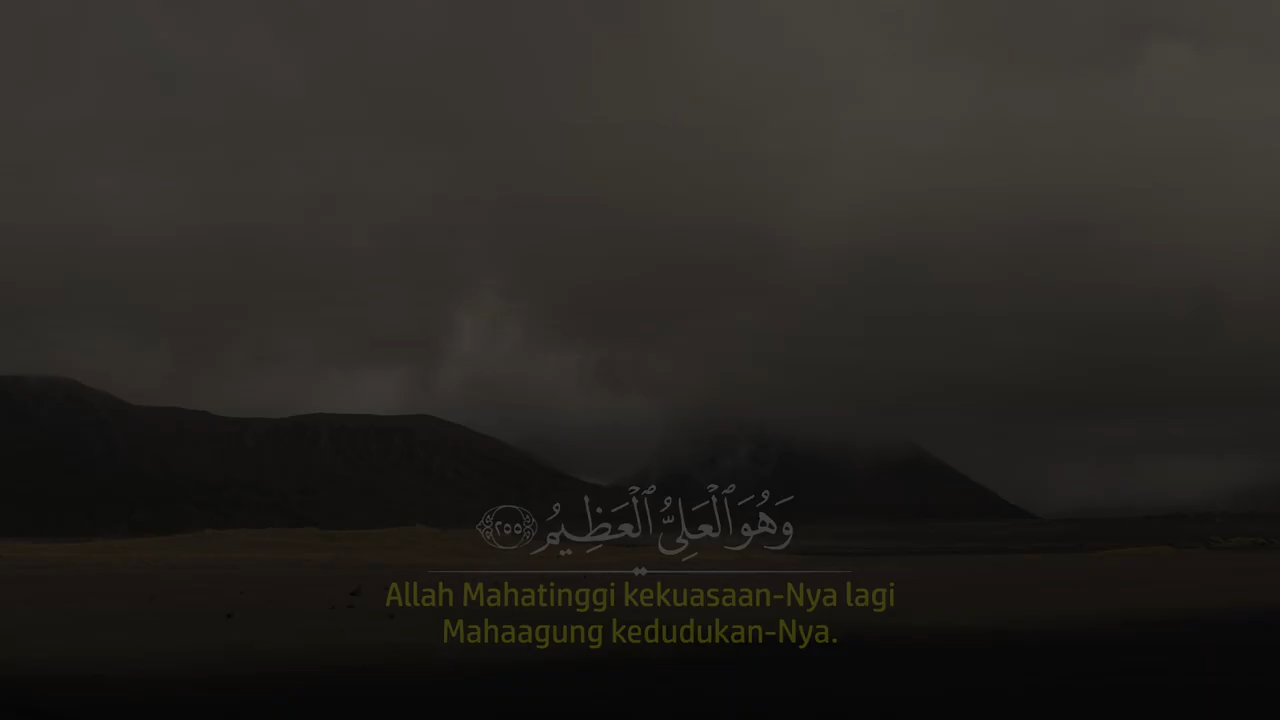 وَهُوَ ٱلْعَلِىُّ ٱلْعَظِيمُ ٢٥٥
Allah Mahatinggi kekuasaan-Nya lagi
Mahaagung kedudukan-Nya.